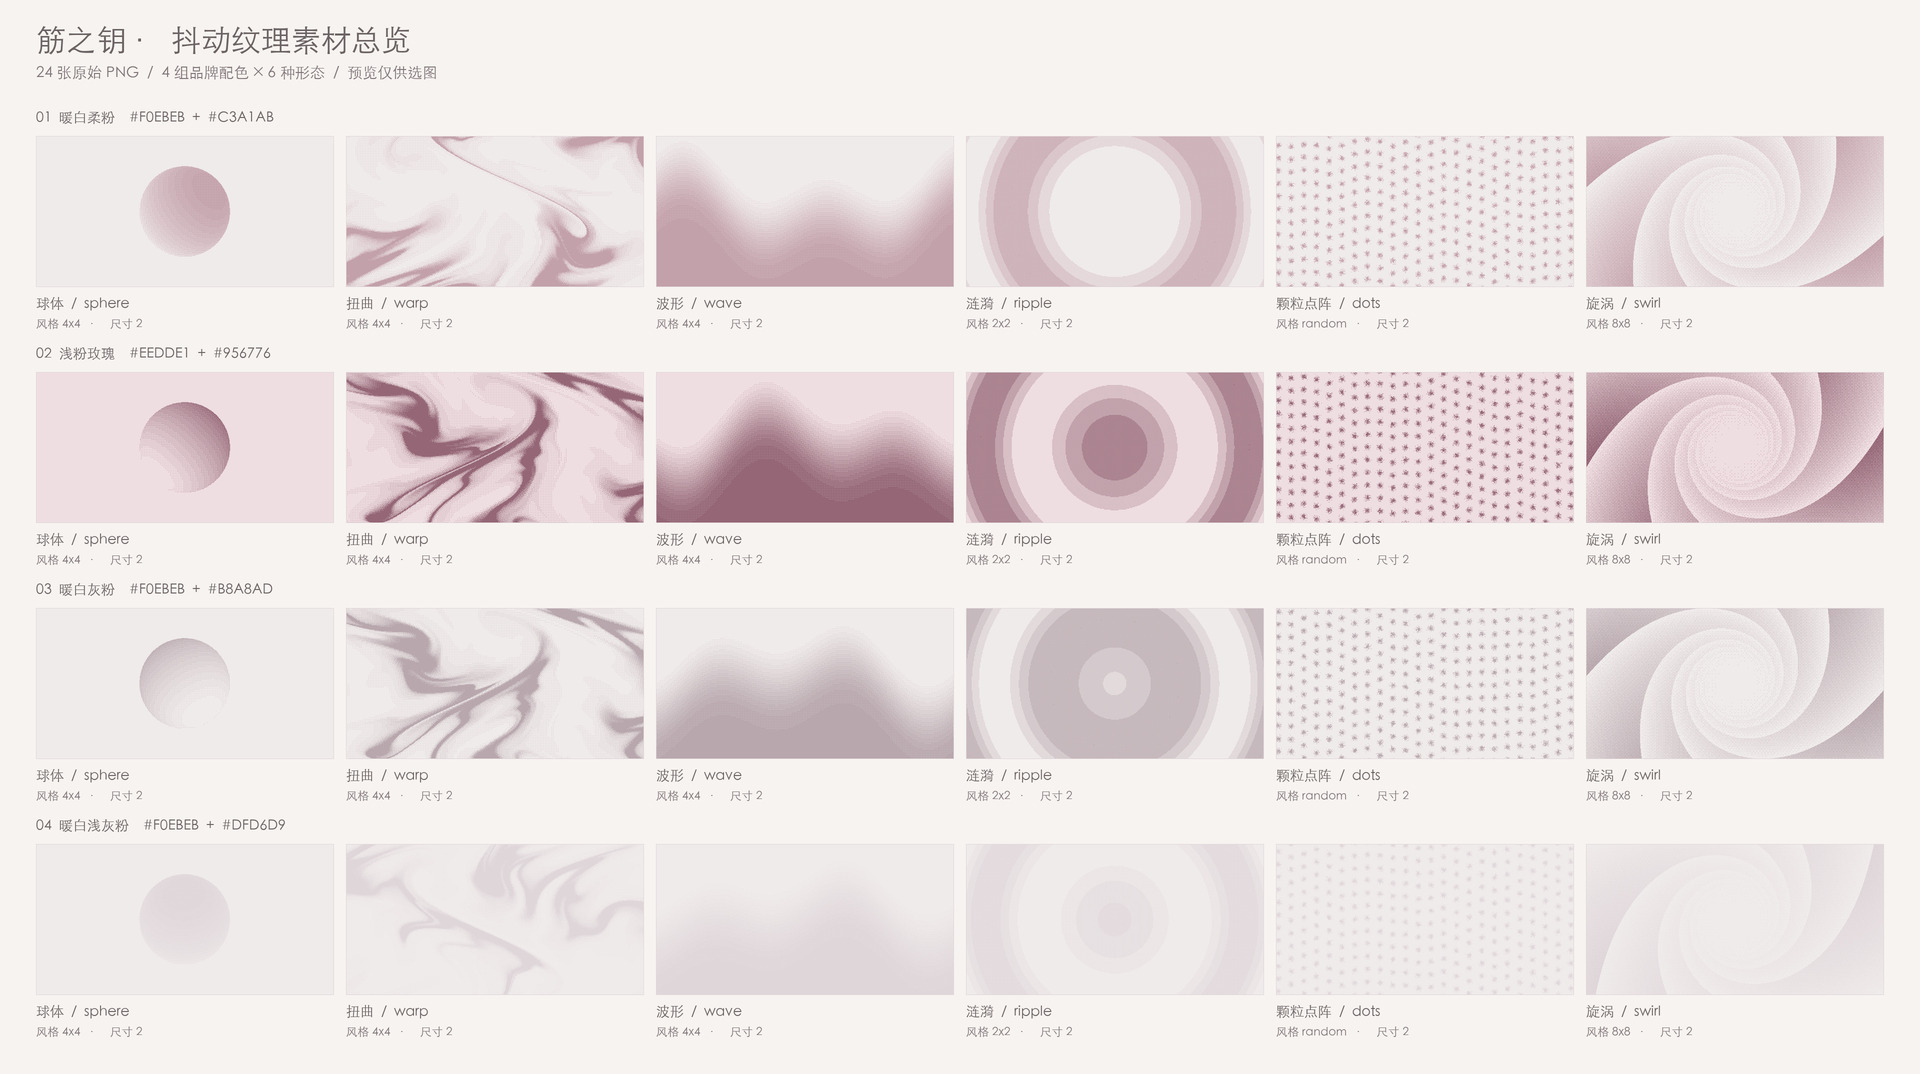 筋之钥 · 抖动纹理素材总览
24 张原始 PNG / 4 组品牌配色 × 6 种形态 / 预览仅供选图
01 暖白柔粉 #F0EBEB + #C3A1AB
球体 / sphere
风格 4x4 · 尺寸 2
扭曲 / warp
风格 4x4 · 尺寸 2
波形 / wave
风格 4x4 · 尺寸 2
涟漪 / ripple
风格 2x2 · 尺寸 2
颗粒点阵 / dots
风格 random · 尺寸 2
旋涡 / swirl
风格 8x8 · 尺寸 2
02 浅粉玫瑰 #EEDDE1 + #956776
球体 / sphere
风格 4x4 · 尺寸 2
扭曲 / warp
风格 4x4 · 尺寸 2
波形 / wave
风格 4x4 · 尺寸 2
涟漪 / ripple
风格 2x2 · 尺寸 2
颗粒点阵 / dots
风格 random · 尺寸 2
旋涡 / swirl
风格 8x8 · 尺寸 2
03 暖白灰粉 #F0EBEB + #B8A8AD
球体 / sphere
风格 4x4 · 尺寸 2
扭曲 / warp
风格 4x4 · 尺寸 2
波形 / wave
风格 4x4 · 尺寸 2
涟漪 / ripple
风格 2x2 · 尺寸 2
颗粒点阵 / dots
风格 random · 尺寸 2
旋涡 / swirl
风格 8x8 · 尺寸 2
04 暖白浅灰粉 #F0EBEB + #DFD6D9
球体 / sphere
风格 4x4 · 尺寸 2
扭曲 / warp
风格 4x4 · 尺寸 2
波形 / wave
风格 4x4 · 尺寸 2
涟漪 / ripple
风格 2x2 · 尺寸 2
颗粒点阵 / dots
风格 random · 尺寸 2
旋涡 / swirl
风格 8x8 · 尺寸 2